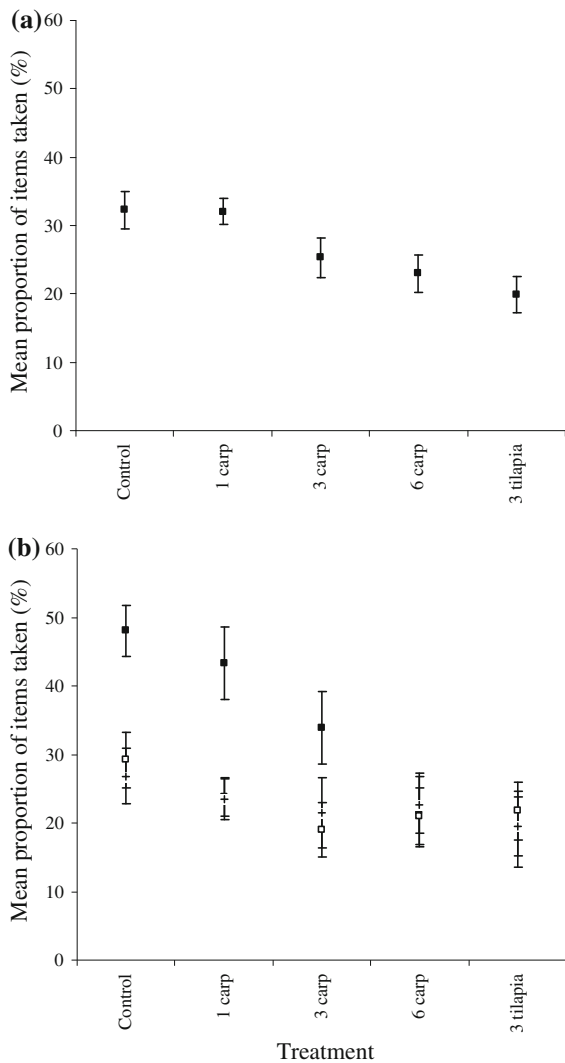 (a)
Mean proportion of items taken (%)
60
50
40
30
20
10
0
Control
1 carp
3 carp
6 carp
3 tilapia
(b)
Mean proportion of items taken (%)
60
50
40
30
20
10
0
Control
1 carp
3 carp
6 carp
3 tilapia
Treatment